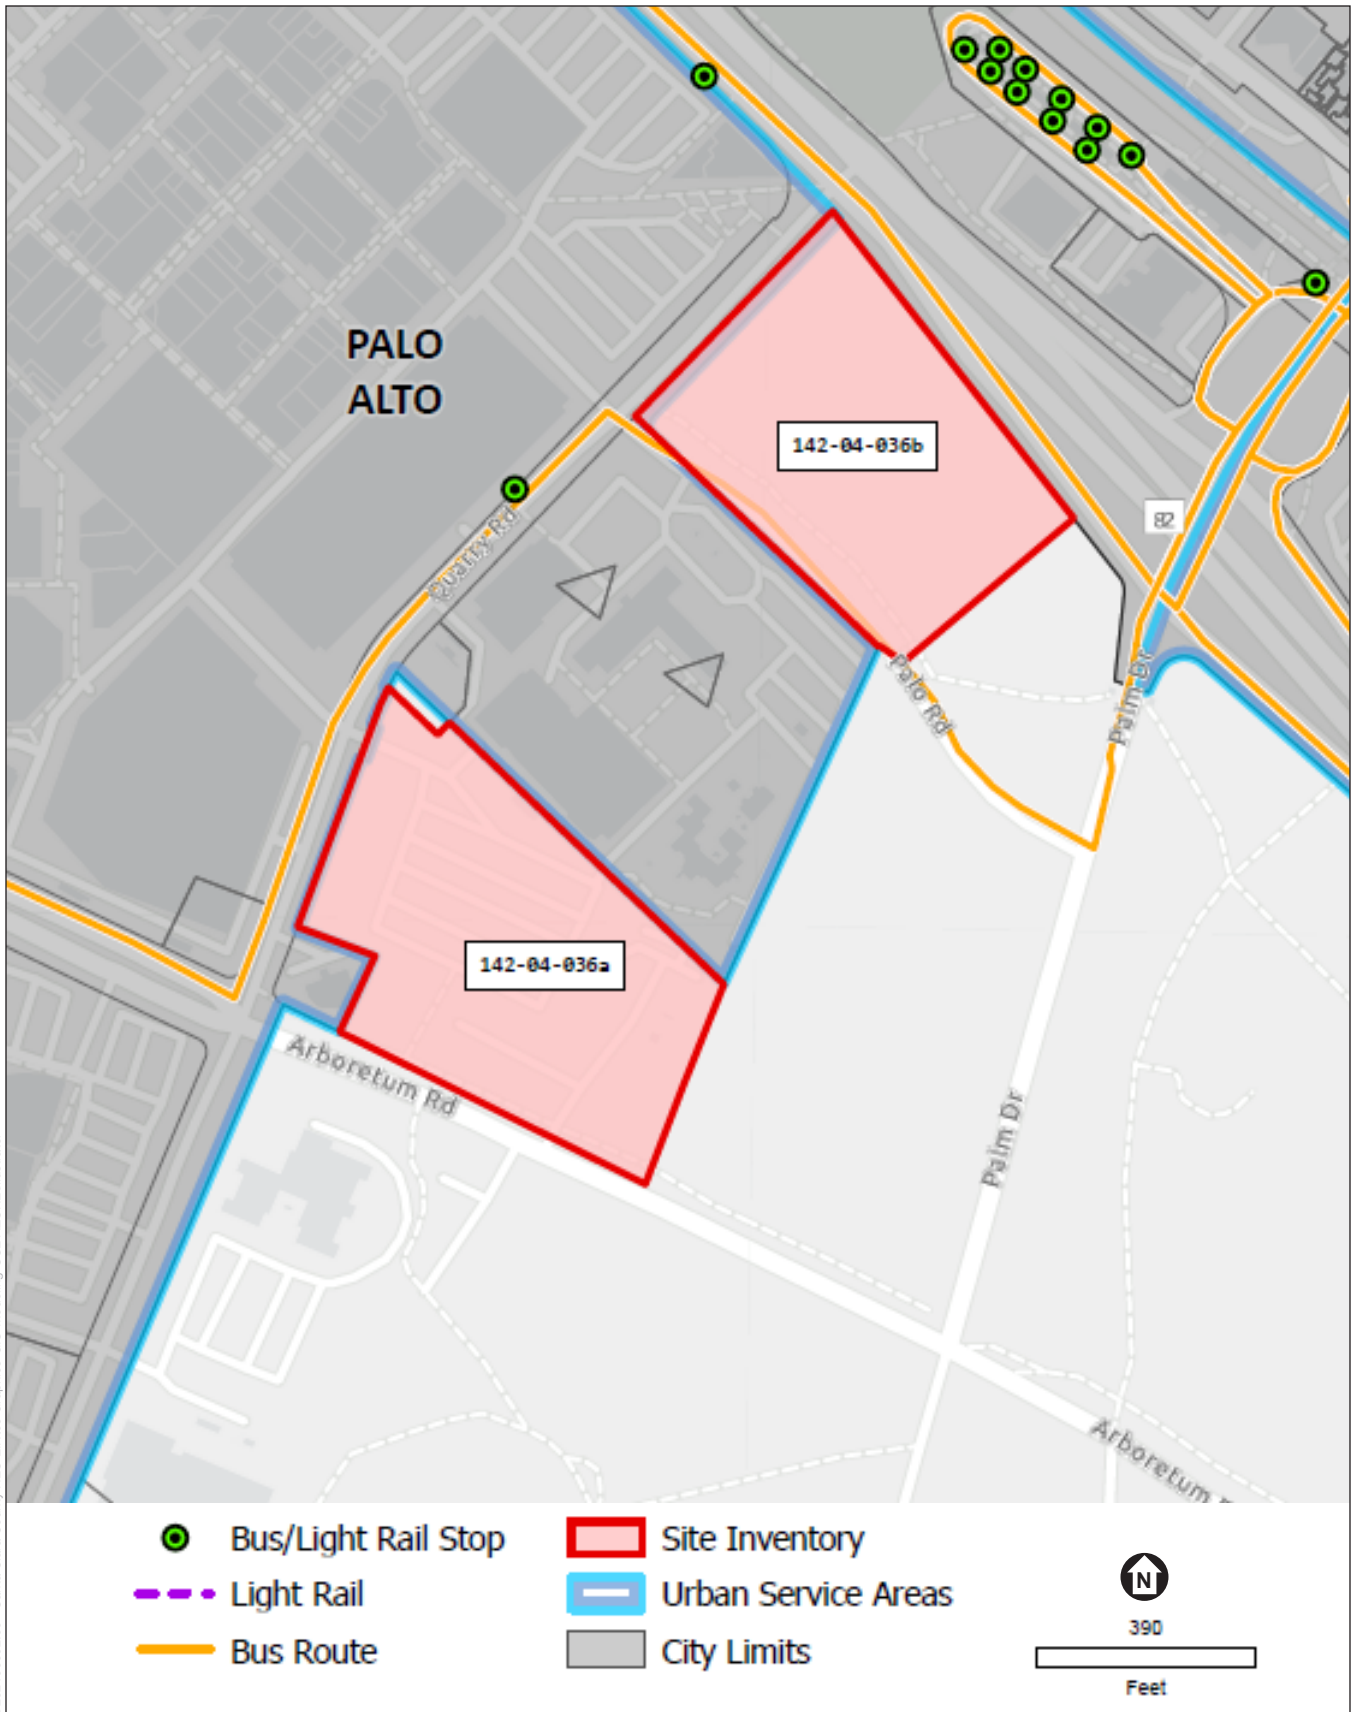 PALO
ALTO
142-04-036b
82
Quarry Rd
Palo Rd
Palm Dr
142-04-036a
Arboretum Rd
Palm Dr
Arboretum
Bus/Light Rail Stop
Light Rail
Bus Route
Site Inventory
Urban Service Areas
City Limits
N
390
Feet